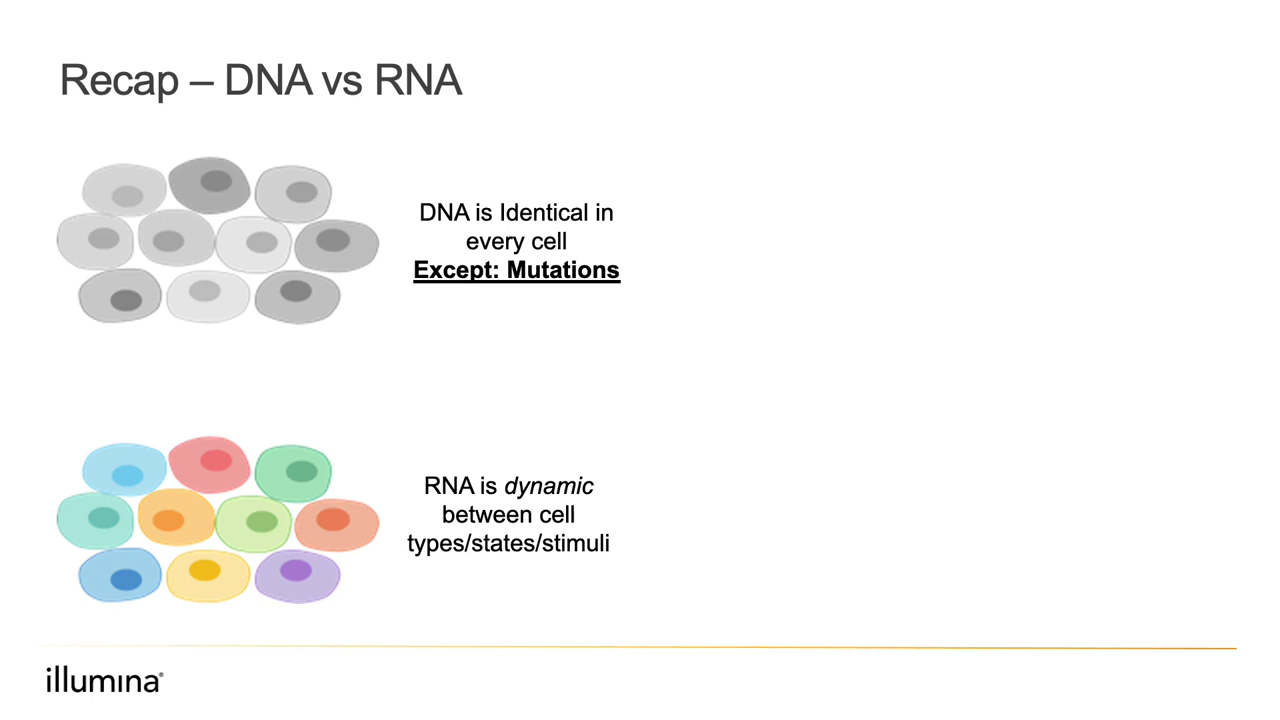 Recap – DNA vs RNA
DNA is Identical in
every cell
Except: Mutations
RNA is dynamic
between cell
types/states/stimuli
illumina®